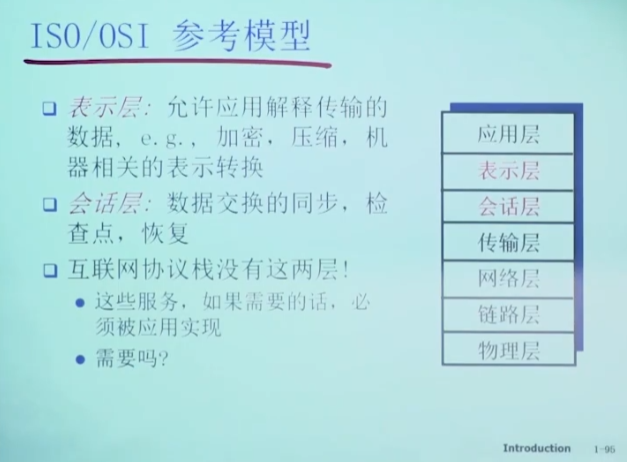 ISO/OSI 参考模型
表示层: 允许应用解释传输的
数据, e.g., 加密, 压缩, 机
器相关的表示转换
会话层: 数据交换的同步, 检
查点, 恢复
互联网协议栈没有这两层!
这些服务, 如果需要的话, 必
须被应用实现
需要吗?
应用层
表示层
会话层
传输层
网络层
链路层
物理层
Introduction 1-95